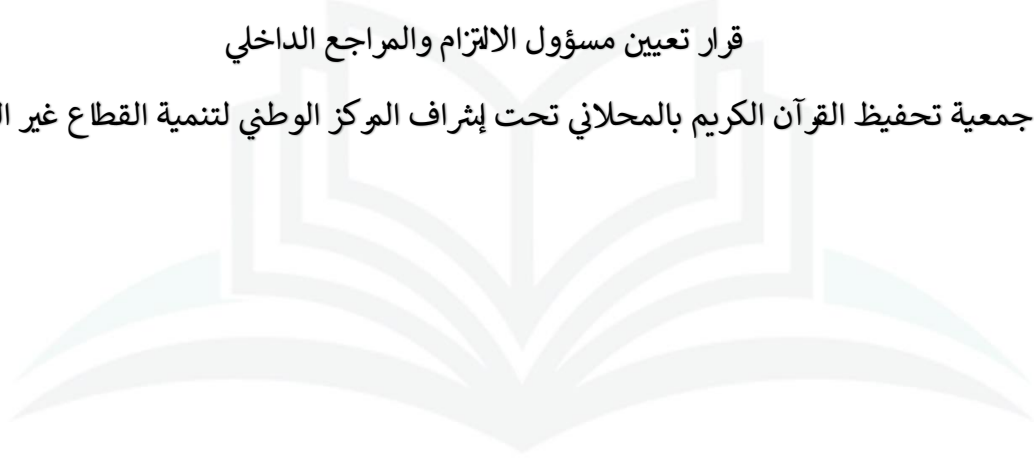 قرار تعيين مسؤول الالتزام والمراجع الداخلي
جمعية تحفيظ القرآن الكريم بالمحلاني تحت إشراف المركز الوطني لتنمية القطاع غير